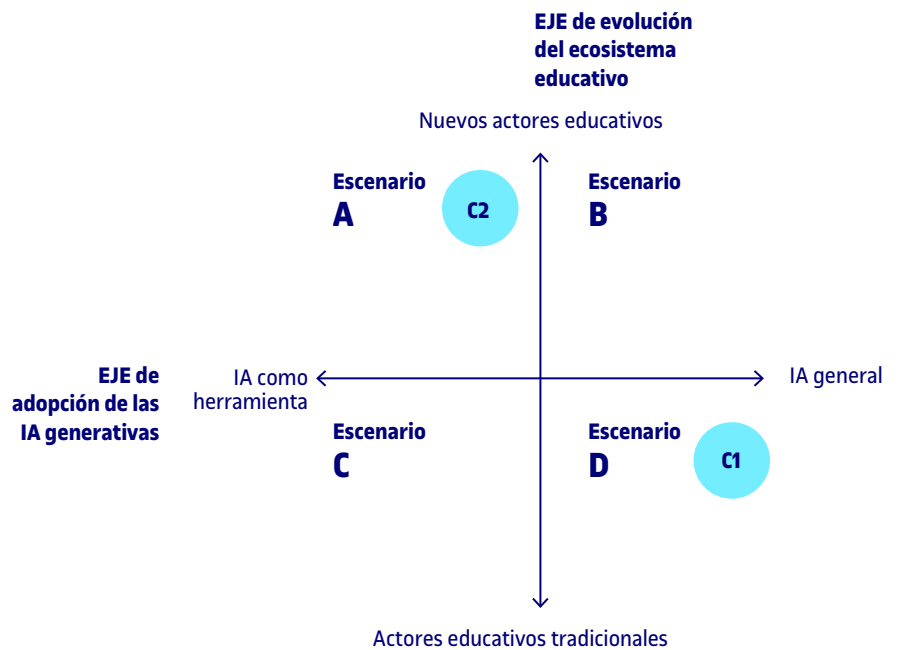 EJE de evolución
del ecosistema
educativo
Nuevos actores educativos
Escenario
A
C2
Escenario
B
EJE de
adopción de las
IA generativas
IA como
herramienta
IA general
Escenario
C
Escenario
D
C1
Actores educativos tradicionales